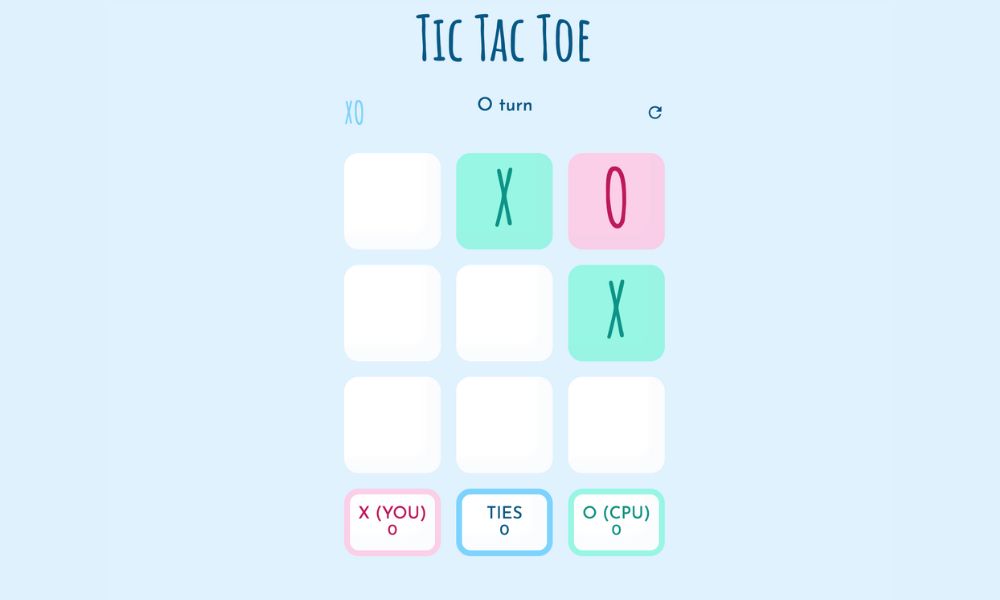 Tic Tac Toe
XO
O turn
X O
X
X (YOU) TIES O (CPU)
0 0 0